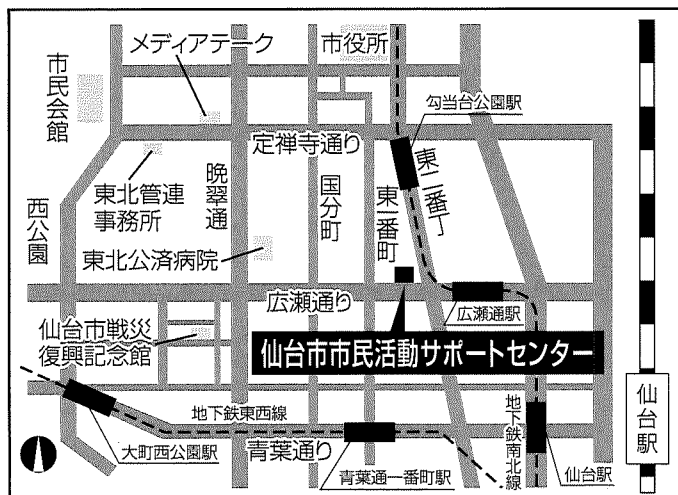 メディアテーク
市役所
市民会館
勾当台公園駅
定禅寺通り
東二番丁
東北管連
事務所
晩翠通
国分町
東一番町
西公園
東北公済病院
広瀬通り
広瀬通駅
仙台市戦災
復興記念館
仙台市市民活動サポートセンター
地下鉄東西線
地下鉄南北線
仙台駅
大町西公園駅
青葉通り
青葉通一番町駅
仙台駅